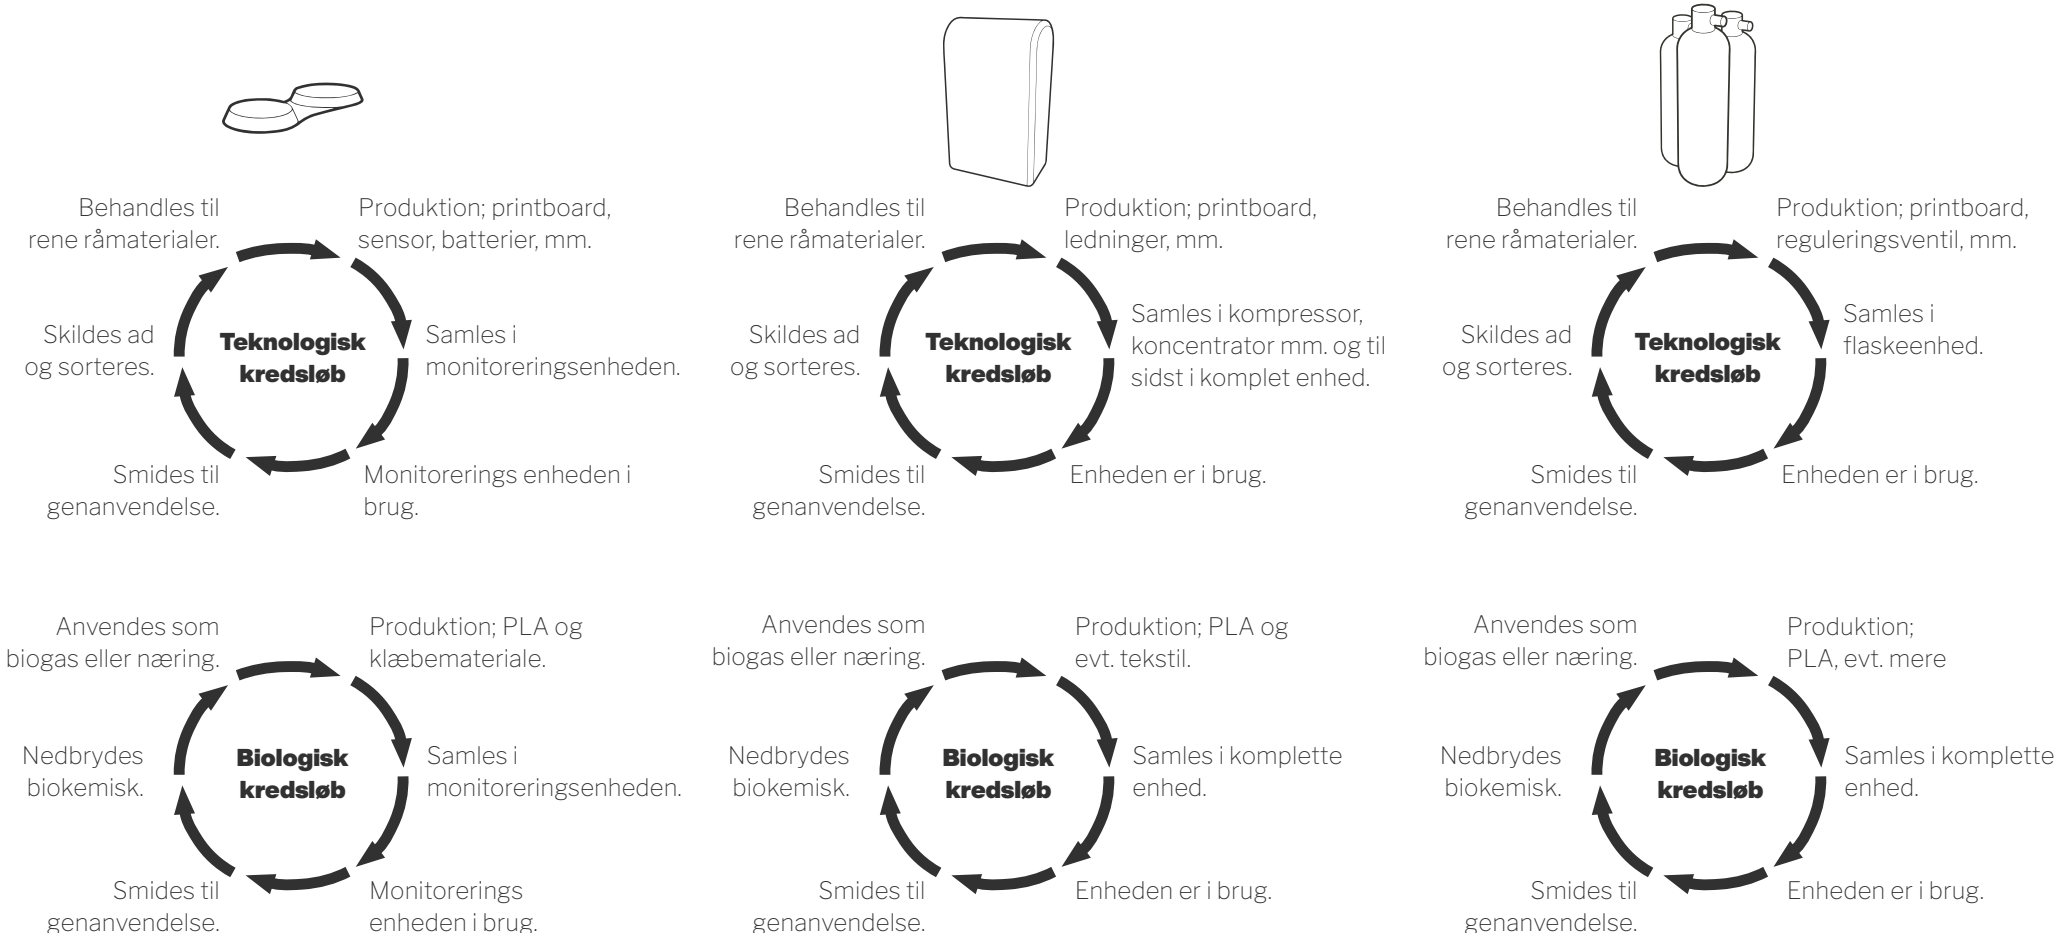 Behandles til
rene råmaterialer.
Produktion; printboard,
sensor, batterier, mm.
Skildes ad
og sorteres.
Teknologisk
kredsløb
Samles i
monitoreringsenheden.
Smides til
genanvendelse.
Monitorerings enheden i
brug.
Behandles til
rene råmaterialer.
Produktion; printboard,
ledninger, mm.
Skildes ad
og sorteres.
Teknologisk
kredsløb
Samles i kompressor,
koncentrator mm. og til
sidst i komplet enhed.
Smides til
genanvendelse.
Enheden er i brug.
Behandles til
rene råmaterialer.
Produktion; printboard,
reguleringsventil, mm.
Skildes ad
og sorteres.
Teknologisk
kredsløb
Samles i
flaskeenhed.
Smides til
genanvendelse.
Enheden er i brug.
Anvendes som
biogas eller næring.
Produktion; PLA og
klæbemateriale.
Nedbrydes
biokemisk.
Biologisk
kredsløb
Samles i
monitoreringsenheden.
Smides til
genanvendelse.
Monitorerings
enheden i brug.
Anvendes som
biogas eller næring.
Produktion; PLA og
evt. tekstil.
Nedbrydes
biokemisk.
Biologisk
kredsløb
Samles i komplette
enhed.
Smides til
genanvendelse.
Enheden er i brug.
Anvendes som
biogas eller næring.
Produktion;
PLA, evt. mere
Nedbrydes
biokemisk.
Biologisk
kredsløb
Samles i komplette
enhed.
Smides til
genanvendelse.
Enheden er i brug.